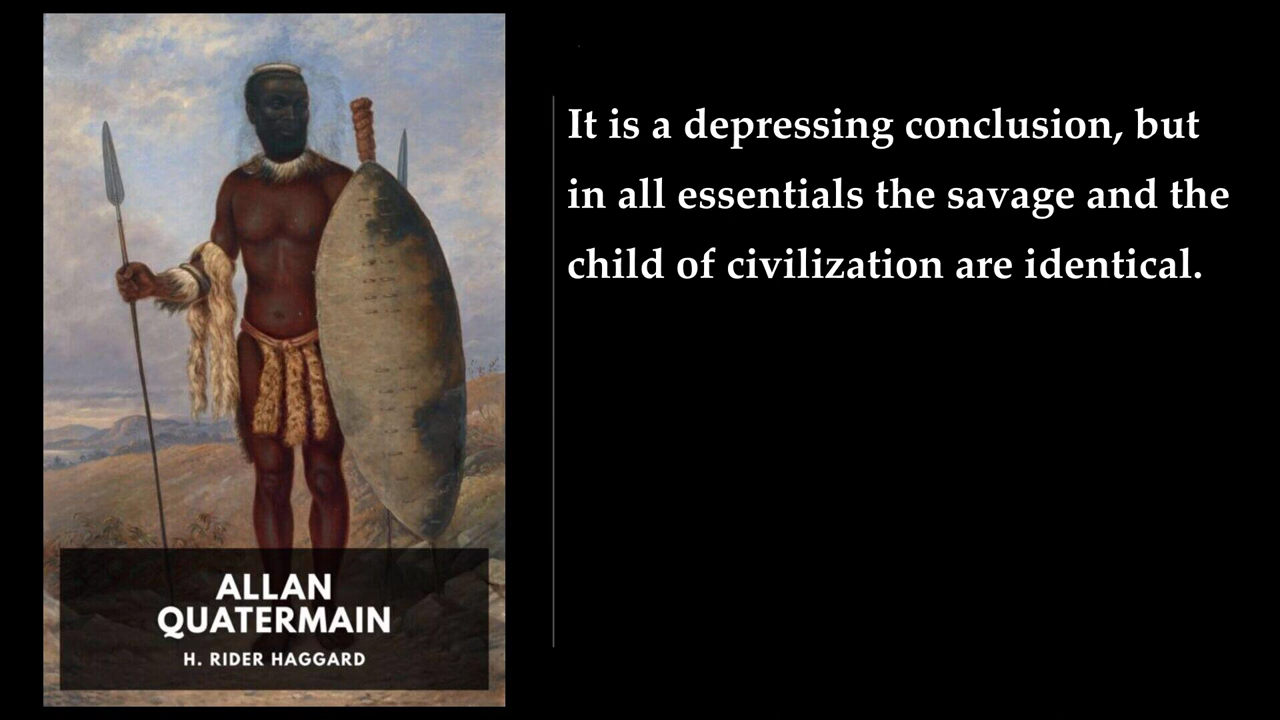 ALLAN
QUATERMAIN
H. RIDER HAGGARD
It is a depressing conclusion, but
in all essentials the savage and the
child of civilization are identical.